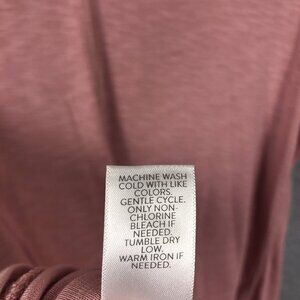 MACHINE WASH
COLD WITH LIKE
COLORS.
GENTLE CYCLE.
ONLY NON-
CHLORINE
BLEACH IF
NEEDED.
TUMBLE DRY
LOW.
WARM IRON IF
NEEDED.